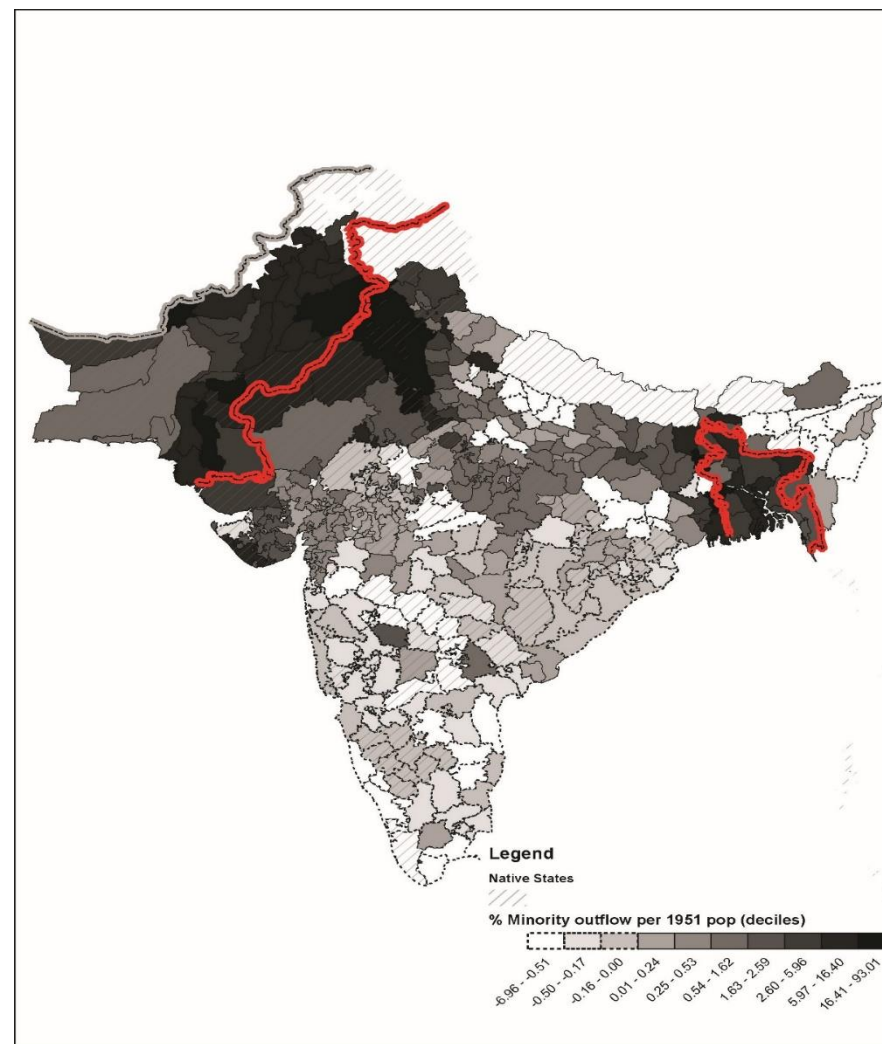 Legend
Native States
% Minority outflow per 1951 pop (deciles)
-6.96 - -0.51
-0.50 - -0.17
-0.16 - 0.00
0.01 - 0.24
0.25 - 0.53
0.54 - 1.62
1.63 - 2.59
2.60 - 5.96
5.97 - 16.40
16.41 - 93.01